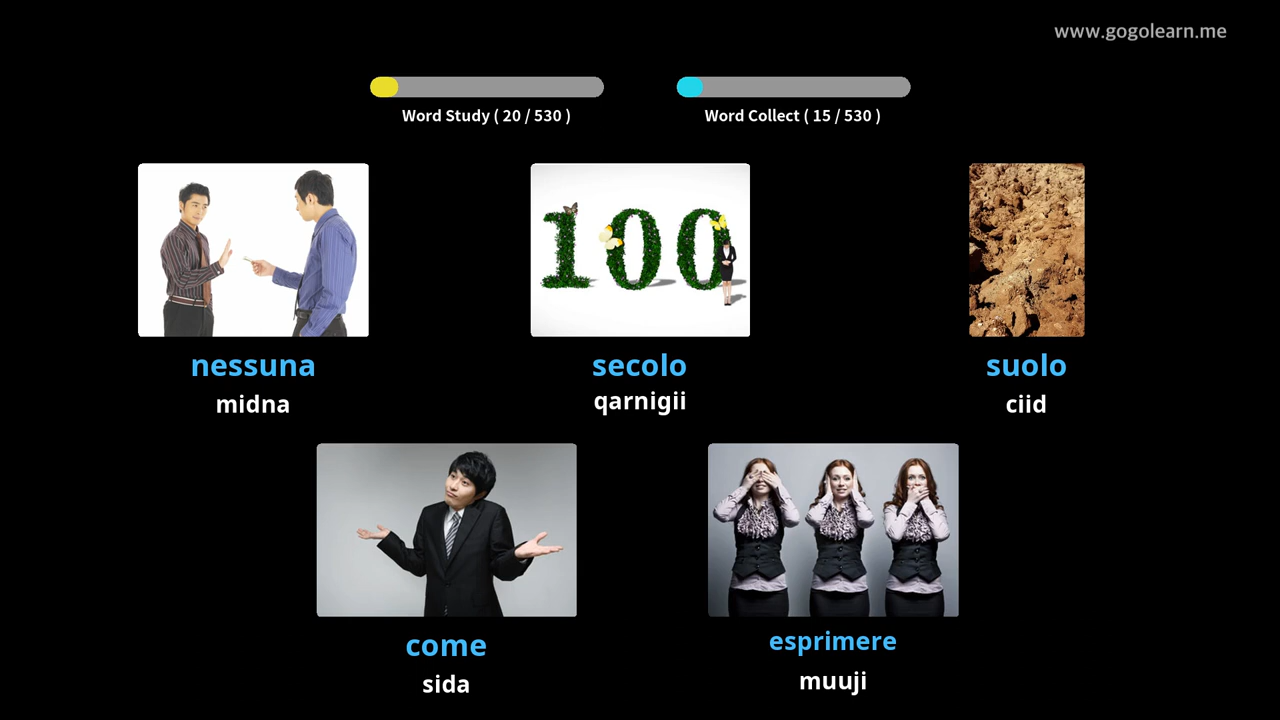 www.gogolearn.me
Word Study ( 20 / 530 )
Word Collect ( 15 / 530 )
100
nessuna
midna
secolo
qarnigii
suolo
ciid
come
sida
esprimere
muuji